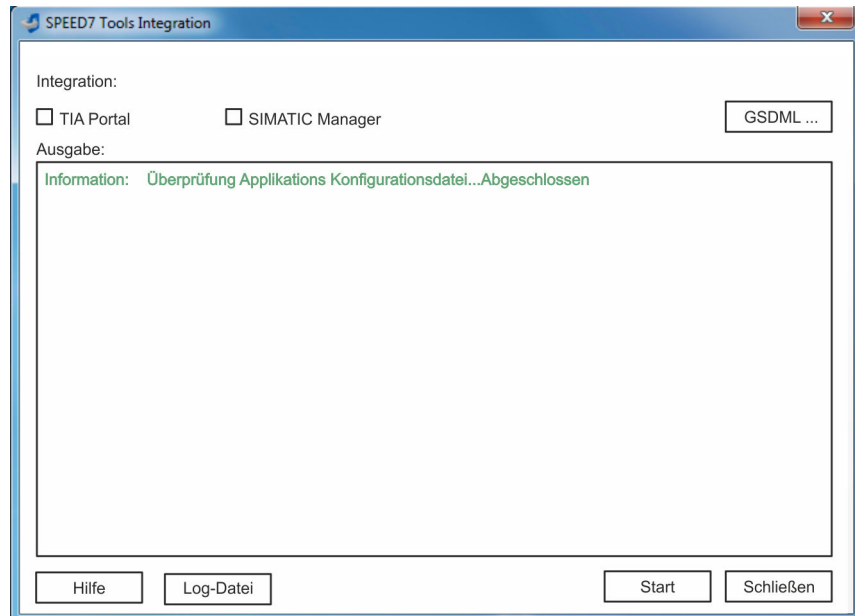 SPEED7 Tools Integration
Integration:
TIA Portal
SIMATIC Manager
GSDML ...
Ausgabe:
Information: Überprüfung Applikations Konfigurationsdatei...Abgeschlossen
Hilfe
Log-Datei
Start
Schließen